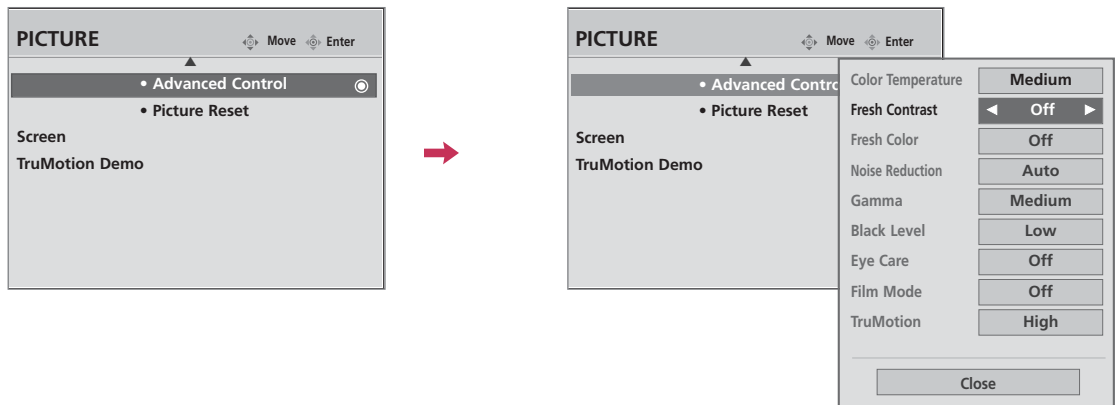 PICTURE Move Enter
• Advanced Control
• Picture Reset
Screen
TruMotion Demo
PICTURE Move Enter
• Advanced Contro
• Picture Reset
Screen
TruMotion Demo
Color Temperature Medium
Fresh Contrast Off
Fresh Color Off
Noise Reduction Auto
Gamma Medium
Black Level Low
Eye Care Off
Film Mode Off
TruMotion High
Close